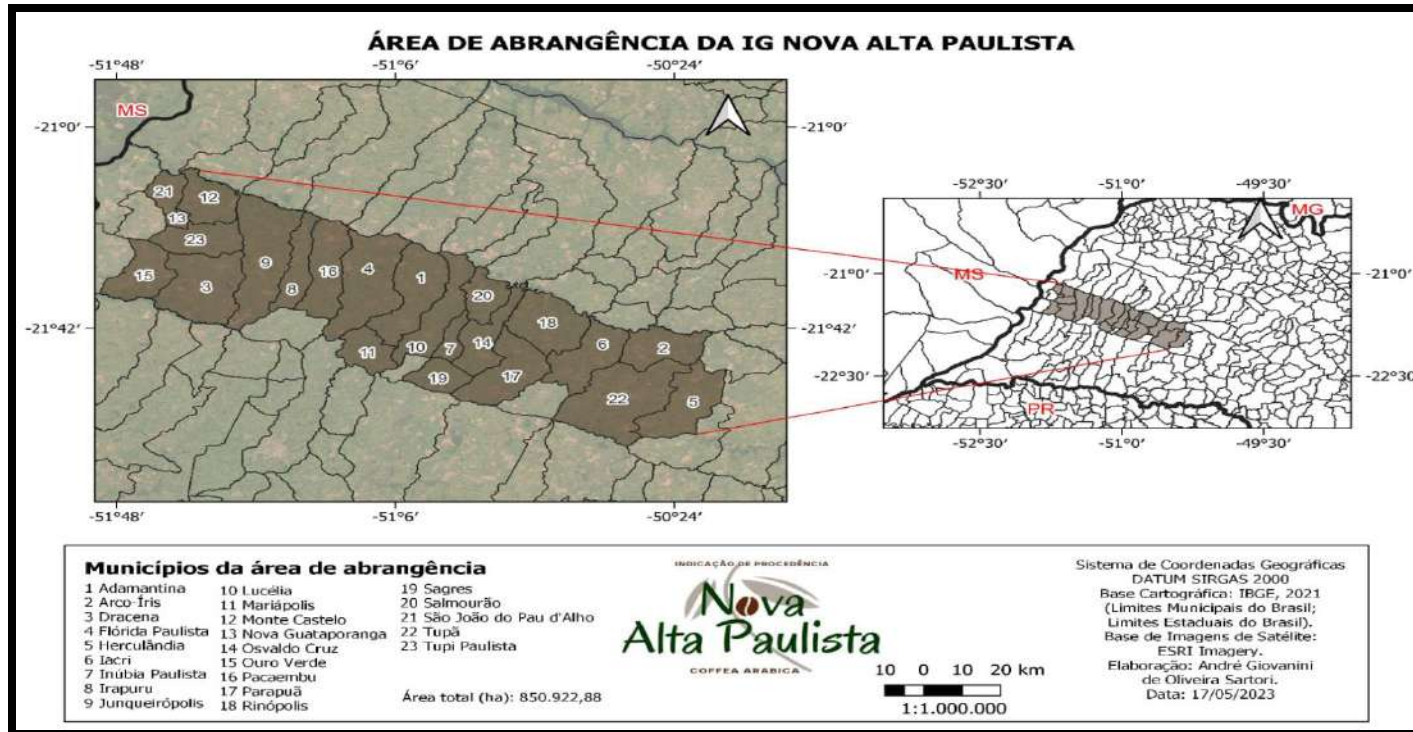 ÁREA DE ABRANGÊNCIA DA IG NOVA ALTA PAULISTA
-51°48' -51°6' -50°24'
MS
-21°0' -21°0'
21 12
13
23
15 3 9 8 16 4 1 20
18
-21°42' -21°42'
11 10 7 14 6 2
19 17
22 5
-51°48' -51°6' -50°24'
-52°30' -51°0' -49°30'
MG
-21°0' -21°0'
MS
-22°30' -22°30'
PR
-52°30' -51°0' -49°30'
Municípios da área de abrangência
1 Adamantina
2 Arco-Íris
3 Dracena
4 Flórida Paulista
5 Herculândia
6 Iacri
7 Inúbia Paulista
8 Irapuru
9 Junqueirópolis
10 Lucélia
11 Mariápolis
12 Monte Castelo
13 Nova Guataporanga
14 Osvaldo Cruz
15 Ouro Verde
16 Pacaembu
17 Parapuã
18 Rinópolis
19 Sagres
20 Salmourão
21 São João do Pau d'Alho
22 Tupã
23 Tupi Paulista
Área total (ha): 850.922,88
INDICAÇÃO DE PROCEDÊNCIA
Nova
Alta Paulista
COFFEA ARABICA
10 0 10 20 km
1:1.000.000
Sistema de Coordenadas Geográficas
DATUM SIRGAS 2000
Base Cartográfica: IBGE, 2021
(Limites Municipais do Brasil;
Limites Estaduais do Brasil).
Base de Imagens de Satélite:
ESRI Imagery.
Elaboração: André Giovanini
de Oliveira Sartori.
Data: 17/05/2023